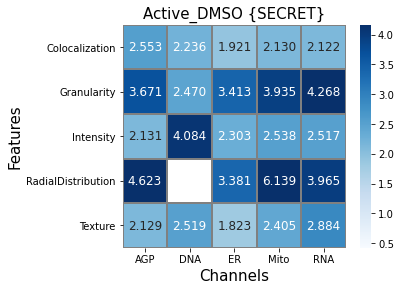 Active_DMSO {SECRET}
Features
Colocalization 2.553 2.236 1.921 2.130 2.122
Granularity 3.671 2.470 3.413 3.935 4.268
Intensity 2.131 4.084 2.303 2.538 2.517
RadialDistribution 4.623 3.381 6.139 3.965
Texture 2.129 2.519 1.823 2.405 2.884
AGP DNA ER Mito RNA
Channels
4.0
3.5
3.0
2.5
2.0
1.5
1.0
0.5